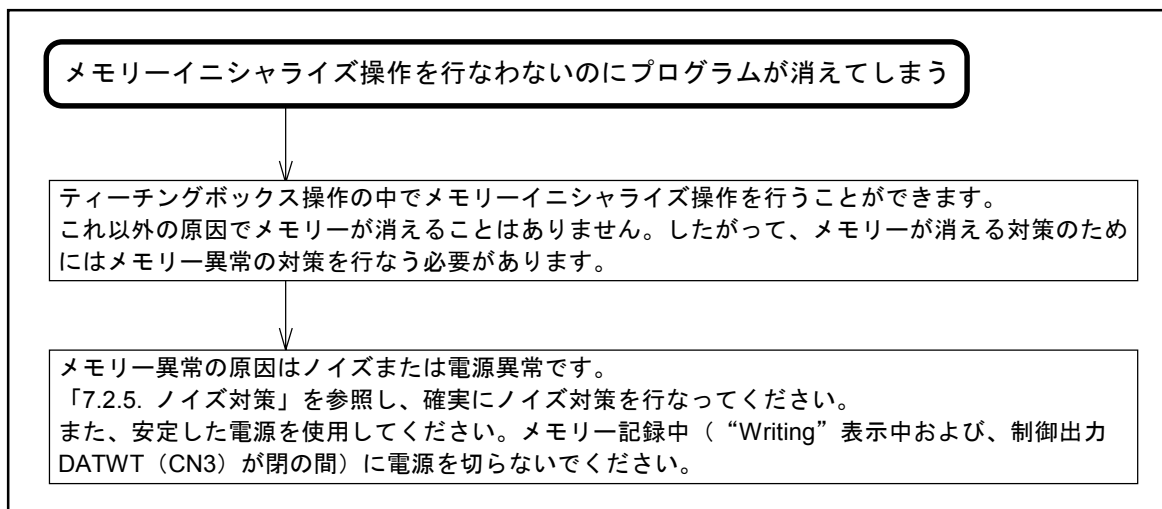 メモリーイニシャライズ操作を行なわないのにプログラムが消えてしまう
ティーチングボックス操作の中でメモリーイニシャライズ操作を行うことができます。
これ以外の原因でメモリーが消えることはありません。したがって、メモリーが消える対策のため
にはメモリー異常の対策を行なう必要があります。
メモリー異常の原因はノイズまたは電源異常です。
「7.2.5. ノイズ対策」を参照し、確実にノイズ対策を行なってください。
また、安定した電源を使用してください。メモリー記録中（“Writing”表示中および、制御出力
DATWT（CN3）が閉の間）に電源を切らないでください。